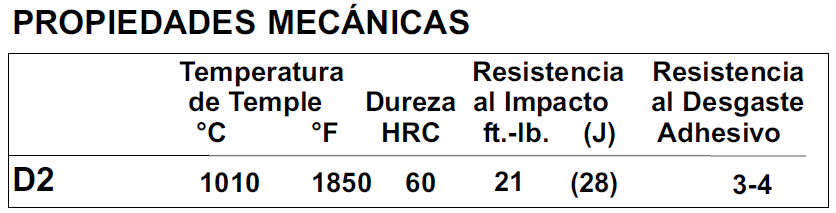 PROPIEDADES MECÁNICAS
Temperatura Resistencia Resistencia
de Temple Dureza al Impacto al Desgaste
°C °F HRC ft.-lb. (J) Adhesivo
D2 1010 1850 60 21 (28) 3-4